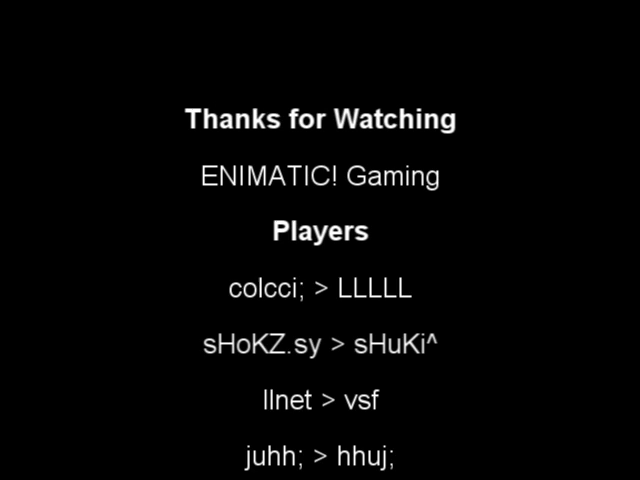 Thanks for Watching
ENIMATIC! Gaming
Players
colcci; > LLLLL
sHoKZ.sy > sHuKi^
llnet > vsf
juhh; > hhuj;